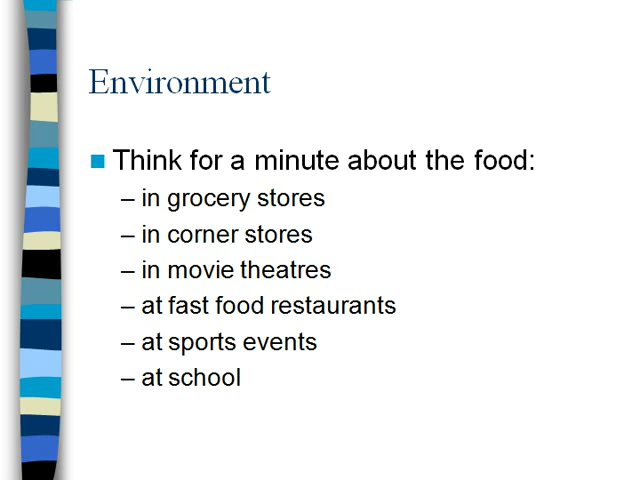 Environment
Think for a minute about the food:
– in grocery stores
– in corner stores
– in movie theatres
– at fast food restaurants
– at sports events
– at school